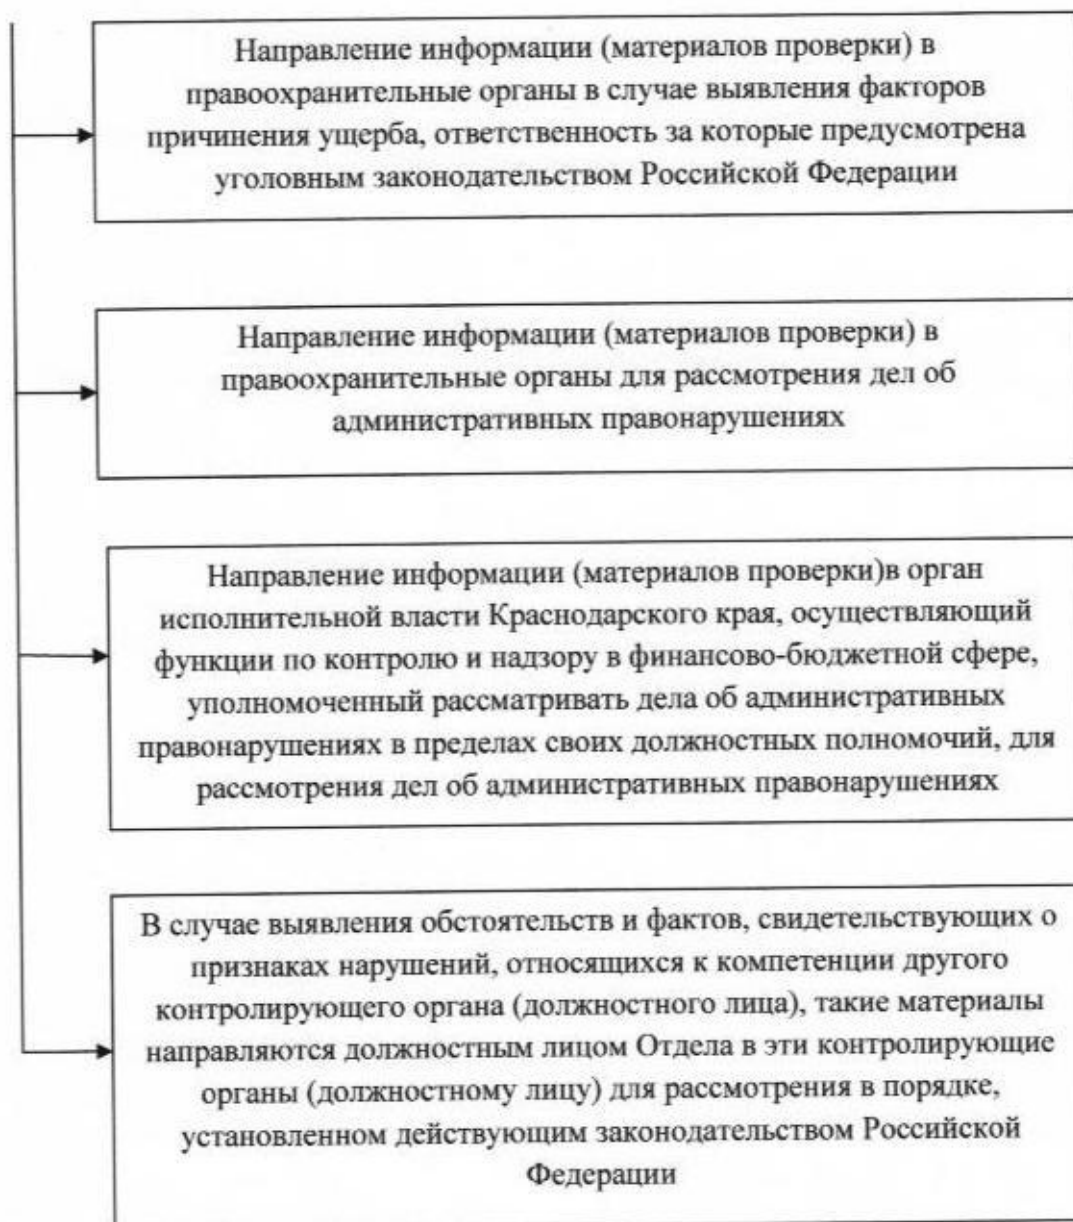 Направление информации (материалов проверки) в
правоохранительные органы в случае выявления факторов
причинения ущерба, ответственность за которые предусмотрена
уголовным законодательством Российской Федерации
Направление информации (материалов проверки) в
правоохранительные органы для рассмотрения дел об
административных правонарушениях
Направление информации (материалов проверки)в орган
исполнительной власти Краснодарского края, осуществляющий
функции по контролю и надзору в финансово-бюджетной сфере,
уполномоченный рассматривать дела об административных
правонарушениях в пределах своих должностных полномочий, для
рассмотрения дел об административных правонарушениях
В случае выявления обстоятельств и фактов, свидетельствующих о
признаках нарушений, относящихся к компетенции другого
контролирующего органа (должностного лица), такие материалы
направляются должностным лицом Отдела в эти контролирующие
органы (должностному лицу) для рассмотрения в порядке,
установленном действующим законодательством Российской
Федерации